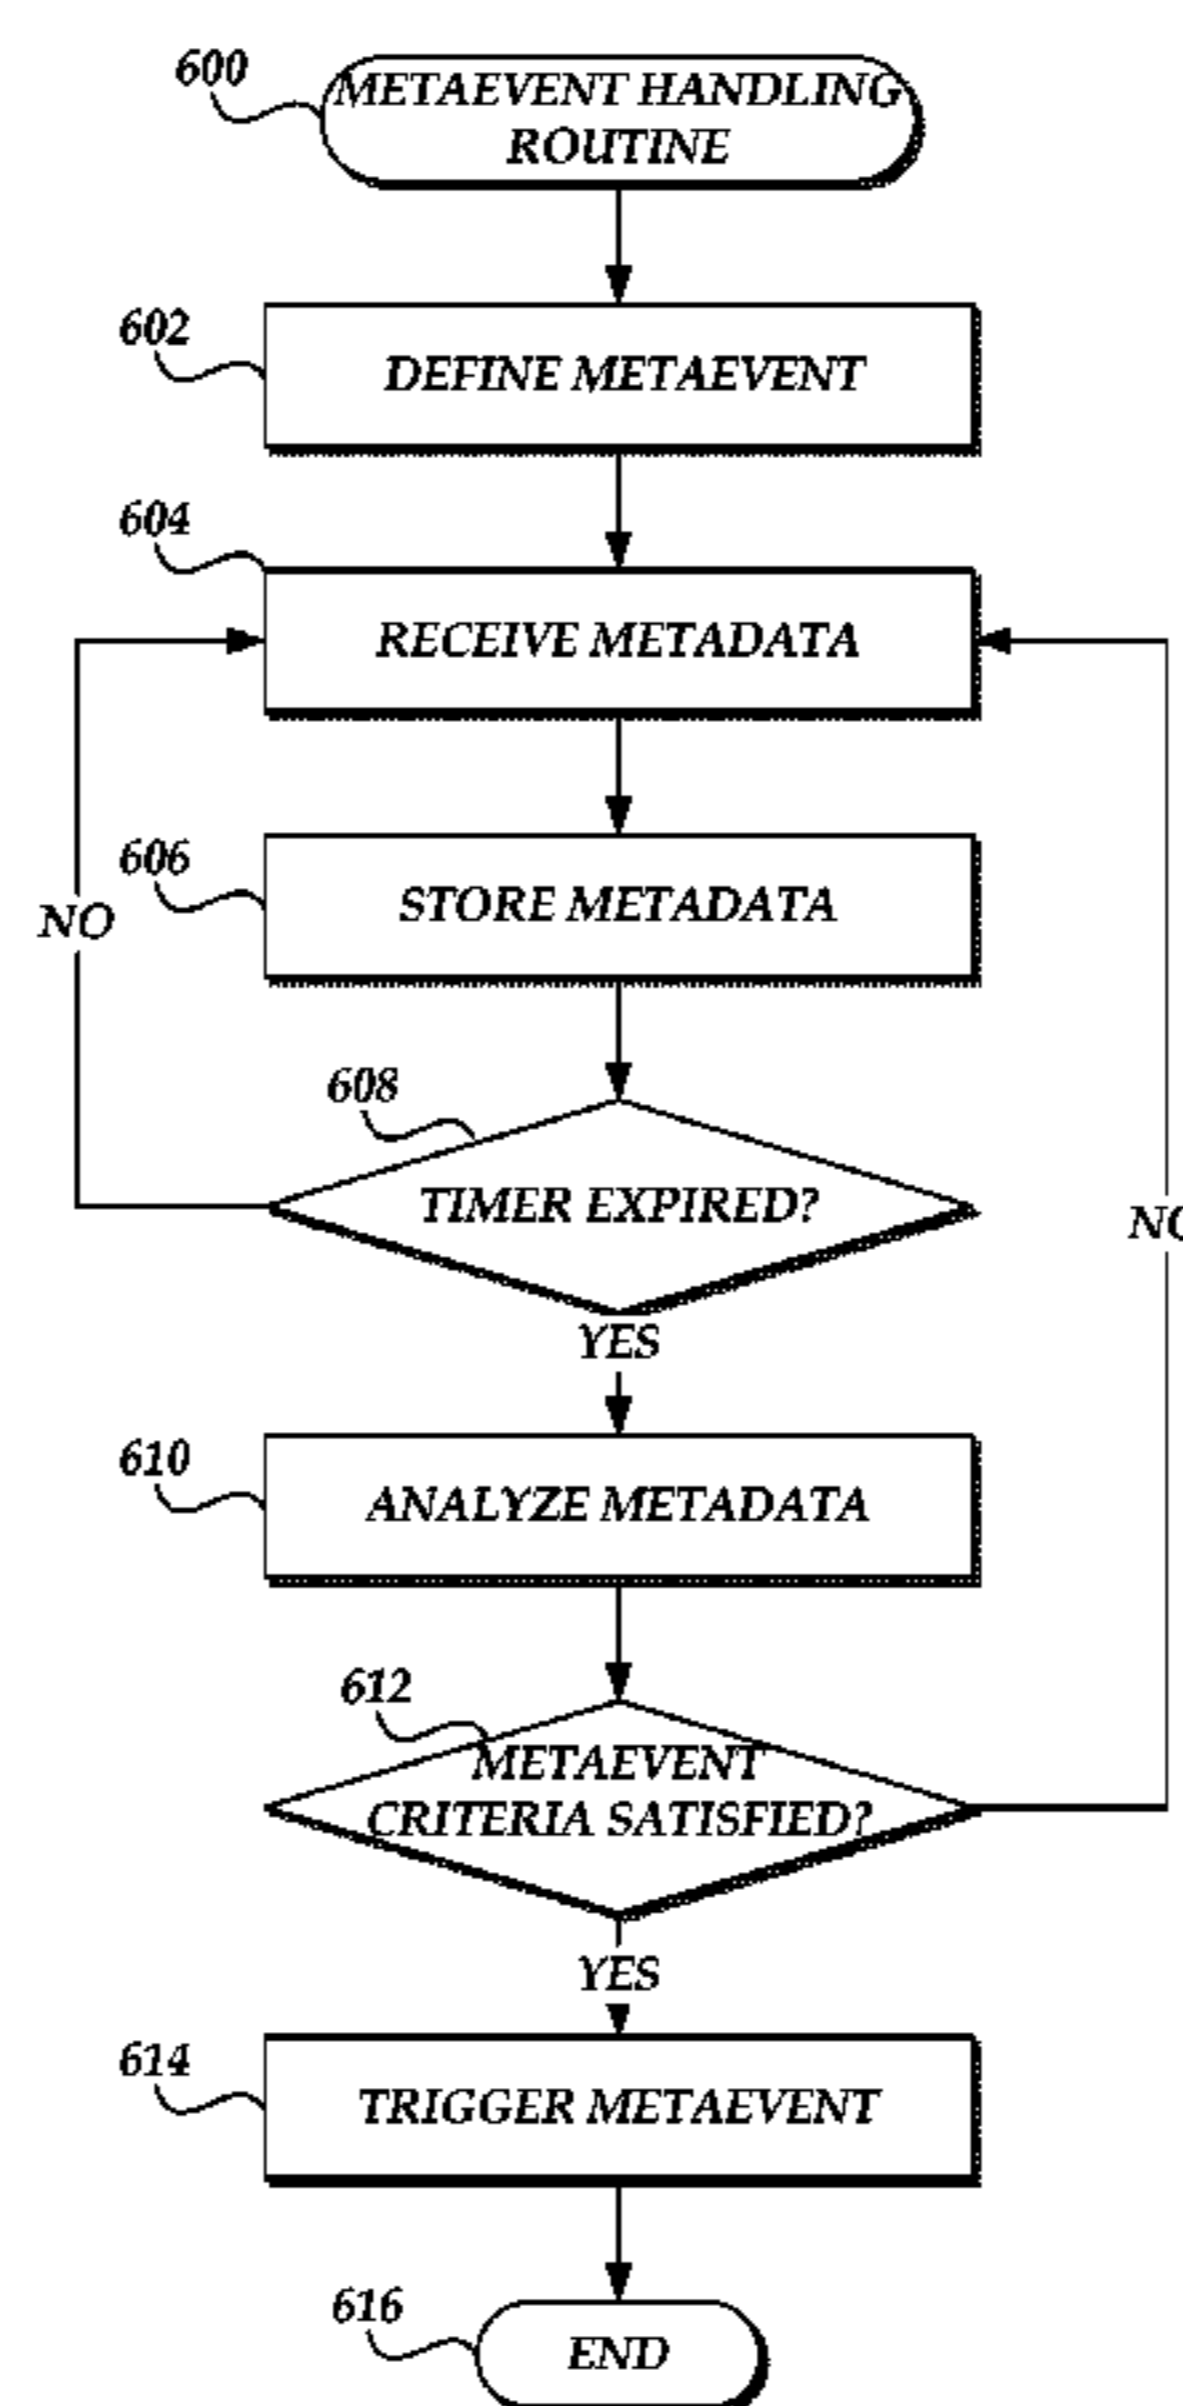 600
METAEVENT HANDLING
ROUTINE
602
DEFINE METAEVENT
604
RECEIVE METADATA
606
STORE METADATA
NO
608
TIMER EXPIRED?
NO
YES
610
ANALYZE METADATA
612
METAEVENT
CRITERIA SATISFIED?
YES
614
TRIGGER METAEVENT
616
END